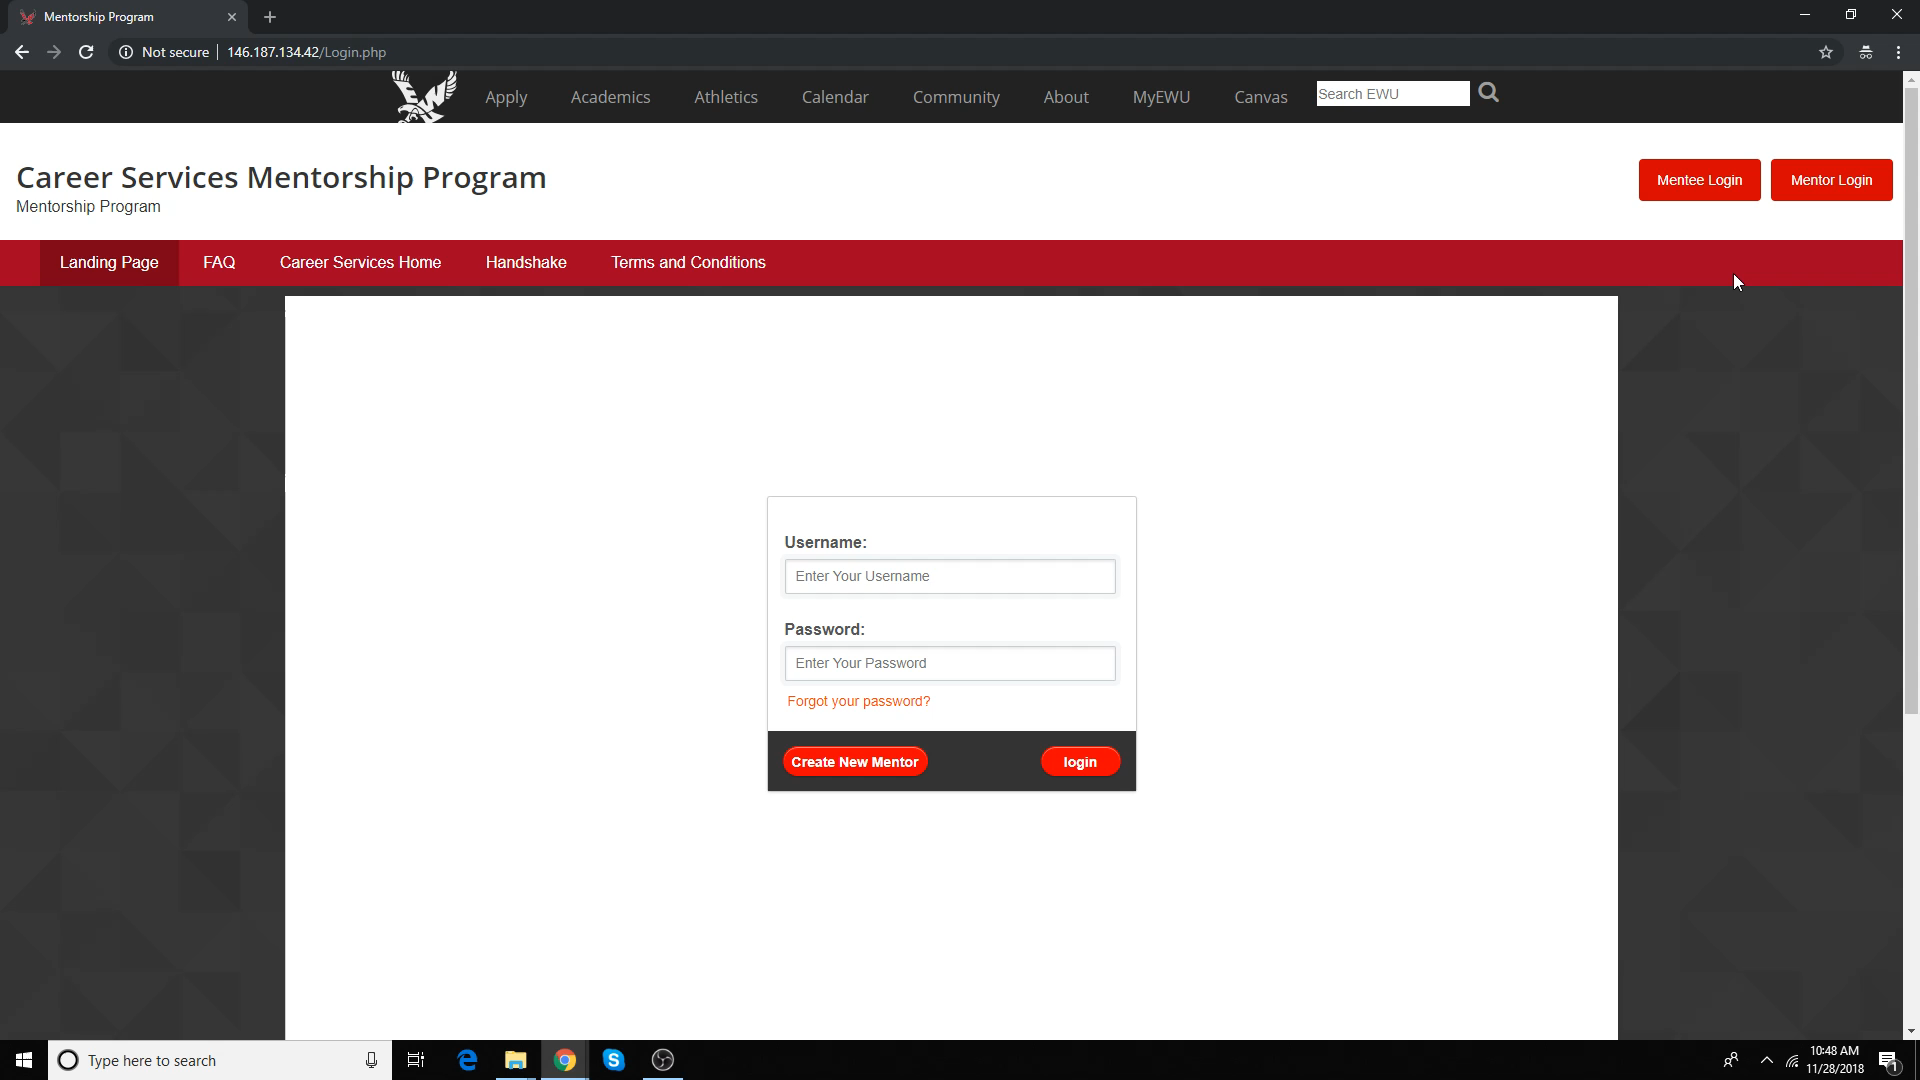 Mentorship Program
Not secure 146.187.134.42/Login.php
Apply Academics Athletics Calendar Community About MyEWU Canvas Search EWU
Career Services Mentorship Program
Mentorship Program
Mentee Login Mentor Login
Landing Page FAQ Career Services Home Handshake Terms and Conditions
Username:
Enter Your Username
Password:
Enter Your Password
Forgot your password?
Create New Mentor login
Type here to search
10:48 AM
11/28/2018
1